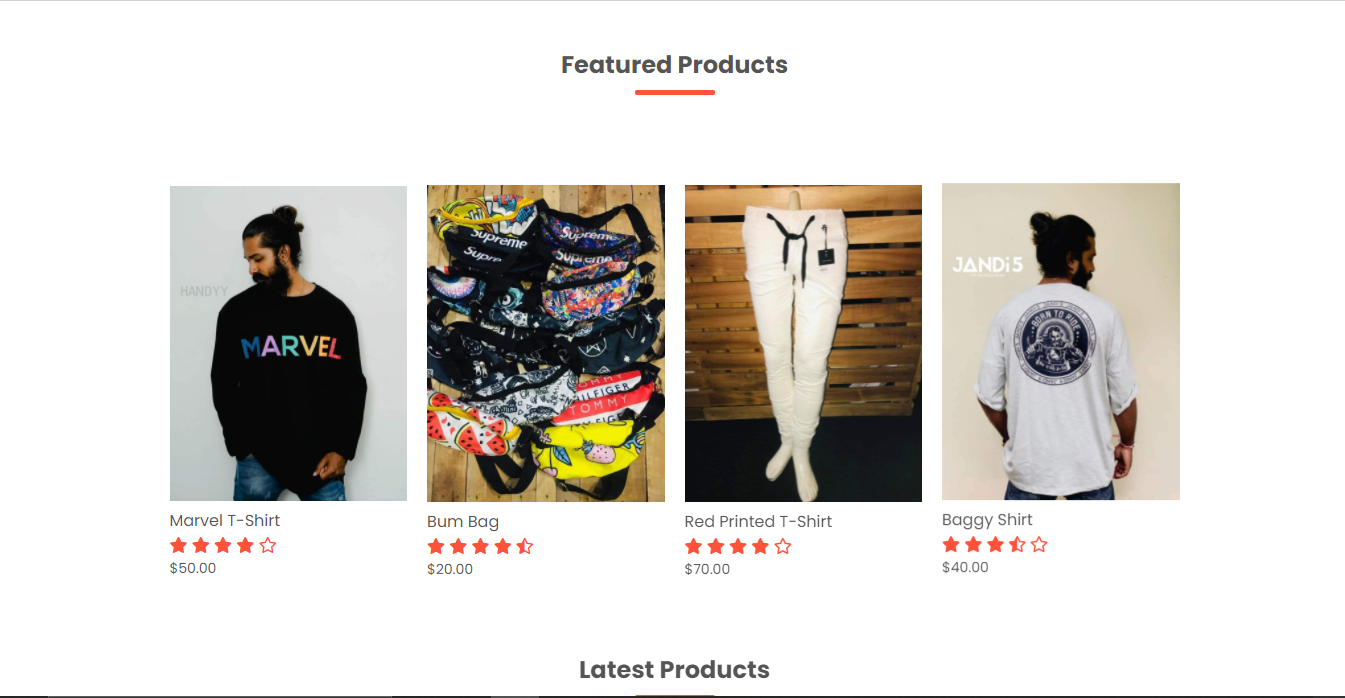 Featured Products
HANDYY
MARVEL
Supreme
Supreme
Supre
Supreme
TOMMY
HILFIGER
TOMMY
JANDi5
BORN TO RIDE
Marvel T-Shirt
Bum Bag
Red Printed T-Shirt
Baggy Shirt
$50.00
$20.00
$70.00
$40.00
Latest Products